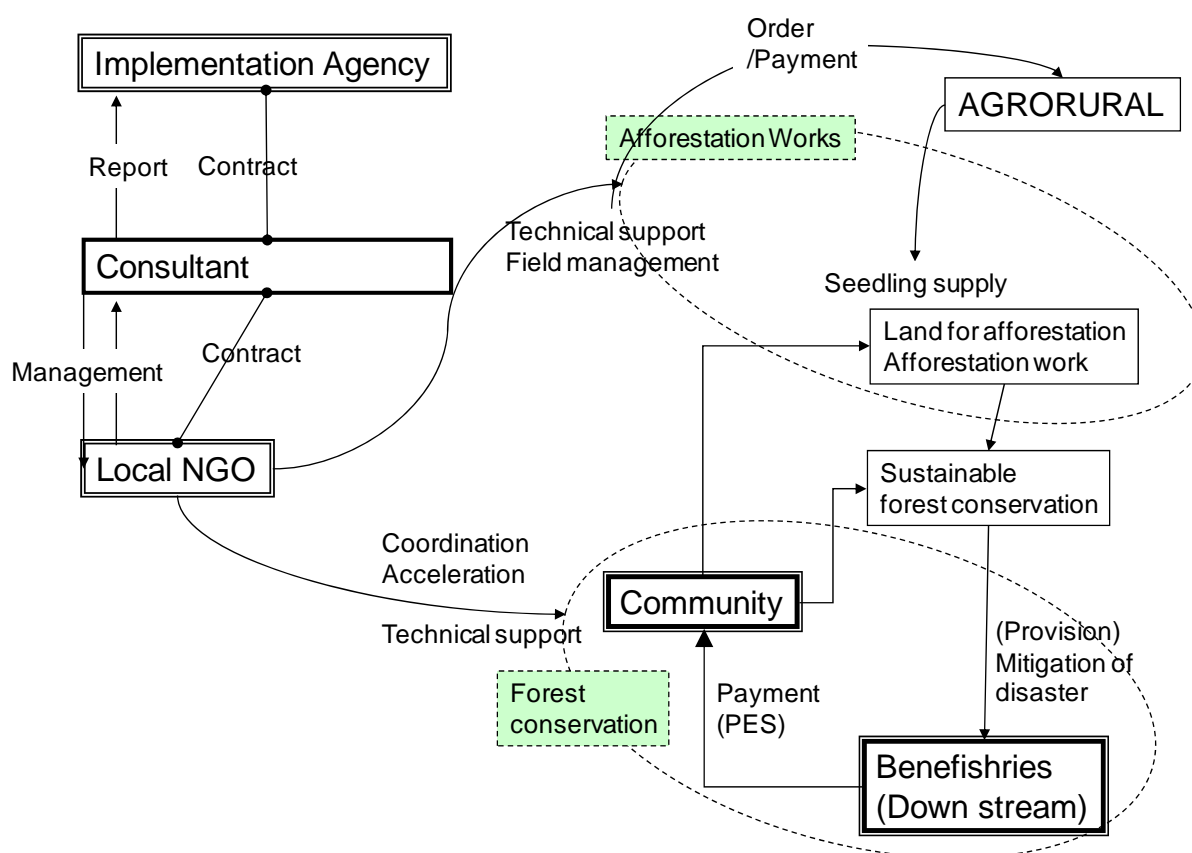 Order
/Payment
Implementation Agency
AGRORURAL
Afforestation Works
Report
Contract
Technical support
Field management
Consultant
Seedling supply
Land for afforestation
Afforestation work
Contract
Management
Local NGO
Sustainable
forest conservation
Coordination
Acceleration
Technical support
Community
(Provision)
Mitigation of
disaster
Forest
conservation
Payment
(PES)
Benefishries
(Down stream)